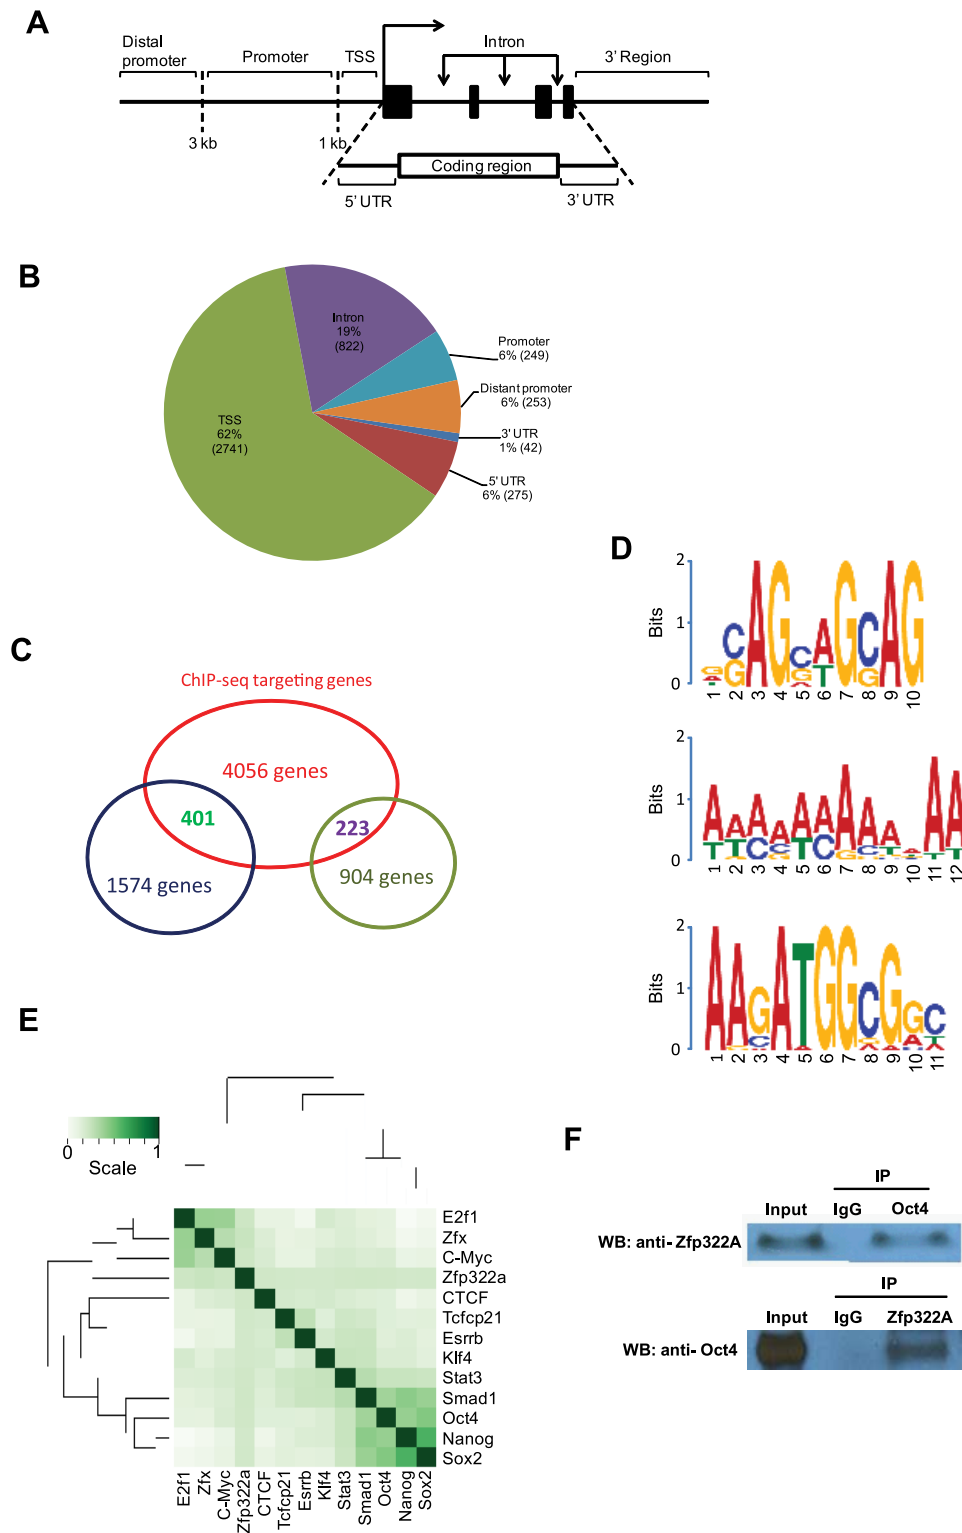 A
Distal
promoter
Promoter
TSS
Intron
3' Region
3 kb
1 kb
Coding region
5' UTR
3' UTR
B
Intron
19%
(822)
Promoter
6% (249)
Distant promoter
6% (253)
3' UTR
1% (42)
5' UTR
6% (275)
TSS
62%
(2741)
C
ChIP-seq targeting genes
4056 genes
401
223
1574 genes
904 genes
D
2
1
0
Bits
1 2 3 4 5 6 7 8 9 10
2
1
0
Bits
1 2 3 4 5 6 7 8 9 10 11 12
2
1
0
Bits
1 2 3 4 5 6 7 8 9 10 11
E
0 1
Scale
E2f1
Zfx
C-Myc
Zfp322a
CTCF
Tcfcp21
Esrrb
Klf4
Stat3
Smad1
Oct4
Nanog
Sox2
E2f1 Zfx C-Myc Zfp322a CTCF Tcfcp21 Esrrb Klf4 Stat3 Smad1 Oct4 Nanog Sox2
F
IP
Input IgG Oct4
WB: anti-Zfp322A
IP
Input IgG Zfp322A
WB: anti-Oct4